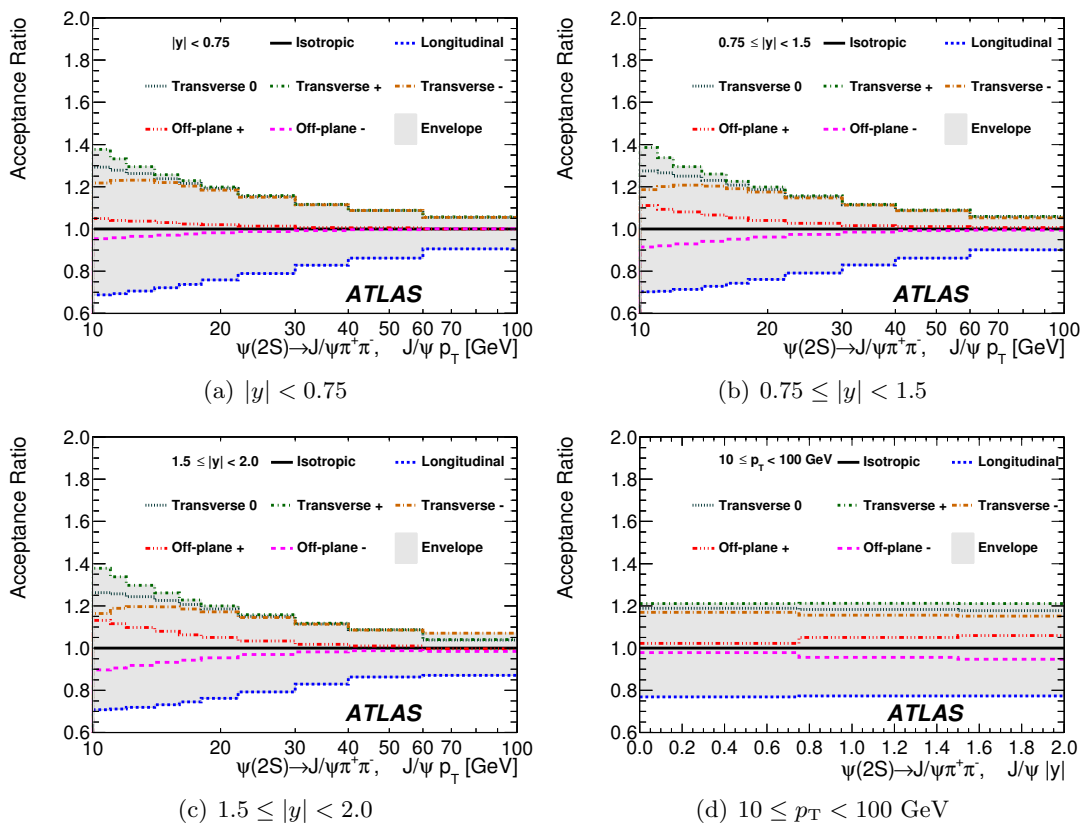 Acceptance Ratio
2.0
1.8
1.6
1.4
1.2
1.0
0.8
0.6
|y| < 0.75 Isotropic Longitudinal
Transverse 0 Transverse + Transverse -
Off-plane + Off-plane - Envelope
ATLAS
10 20 30 40 50 60 70 100
ψ(2S)→J/ψπ⁺π⁻, J/ψ p_T [GeV]
(a) |y| < 0.75
Acceptance Ratio
2.0
1.8
1.6
1.4
1.2
1.0
0.8
0.6
0.75 ≤ |y| < 1.5 Isotropic Longitudinal
Transverse 0 Transverse + Transverse -
Off-plane + Off-plane - Envelope
ATLAS
10 20 30 40 50 60 70 100
ψ(2S)→J/ψπ⁺π⁻, J/ψ p_T [GeV]
(b) 0.75 ≤ |y| < 1.5
Acceptance Ratio
2.0
1.8
1.6
1.4
1.2
1.0
0.8
0.6
1.5 ≤ |y| < 2.0 Isotropic Longitudinal
Transverse 0 Transverse + Transverse -
Off-plane + Off-plane - Envelope
ATLAS
10 20 30 40 50 60 70 100
ψ(2S)→J/ψπ⁺π⁻, J/ψ p_T [GeV]
(c) 1.5 ≤ |y| < 2.0
Acceptance Ratio
2.0
1.8
1.6
1.4
1.2
1.0
0.8
0.6
10 ≤ p_T < 100 GeV Isotropic Longitudinal
Transverse 0 Transverse + Transverse -
Off-plane + Off-plane - Envelope
ATLAS
0.0 0.2 0.4 0.6 0.8 1.0 1.2 1.4 1.6 1.8 2.0
ψ(2S)→J/ψπ⁺π⁻, J/ψ |y|
(d) 10 ≤ p_T < 100 GeV